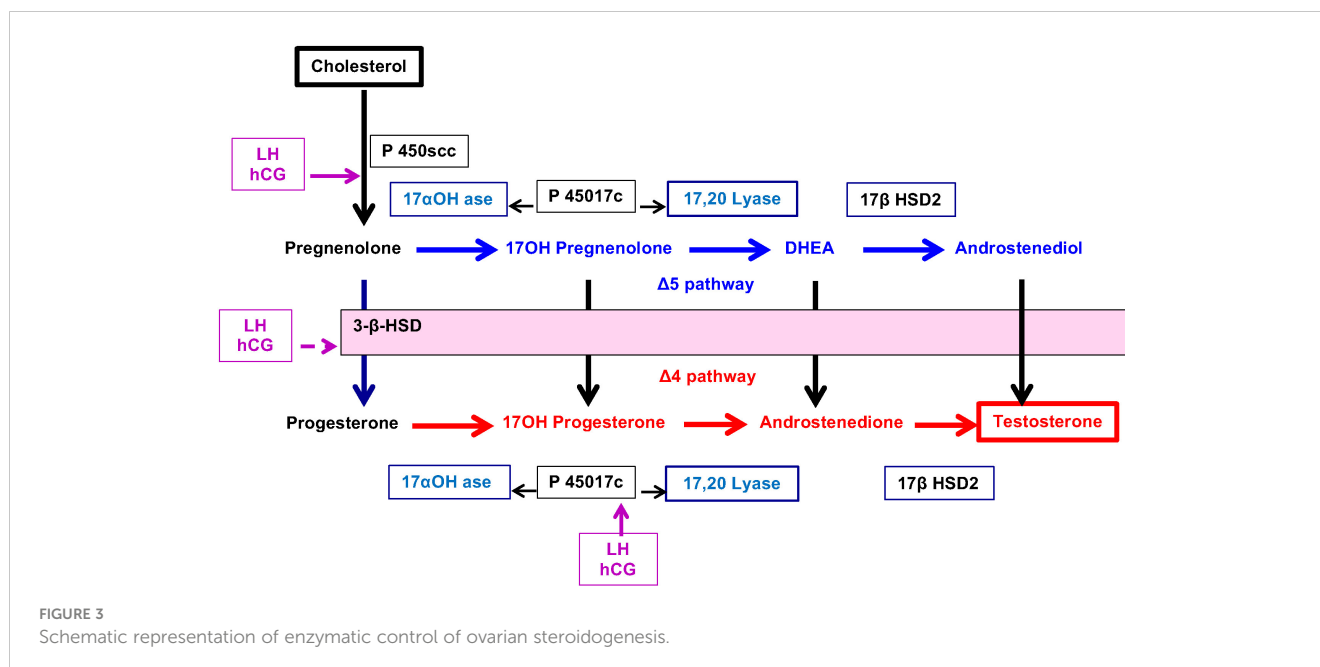 Cholesterol
P 450scc
LH
hCG
17αOH ase
P 45017c
17,20 Lyase
17β HSD2
Pregnenolone
17OH Pregnenolone
DHEA
Androstenediol
Δ5 pathway
LH
hCG
3-β-HSD
Δ4 pathway
Progesterone
17OH Progesterone
Androstenedione
Testosterone
17αOH ase
P 45017c
17,20 Lyase
17β HSD2
LH
hCG
FIGURE 3
Schematic representation of enzymatic control of ovarian steroidogenesis.